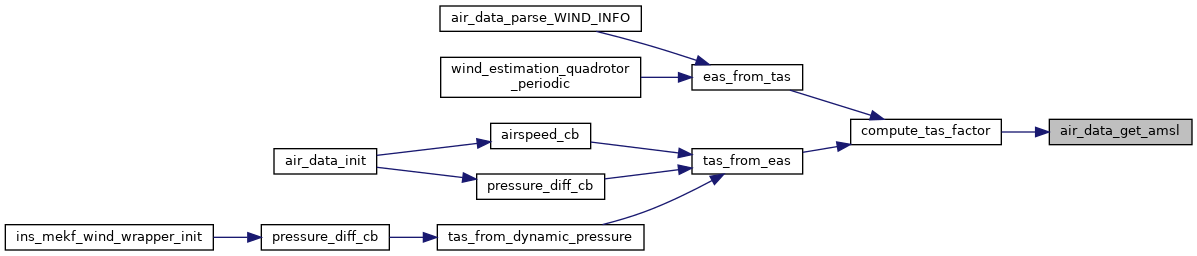 air_data_parse_WIND_INFO
wind_estimation_quadrotor
_periodic
eas_from_tas
airspeed_cb
compute_tas_factor
air_data_get_amsl
air_data_init
tas_from_eas
pressure_diff_cb
ins_mekf_wind_wrapper_init
pressure_diff_cb
tas_from_dynamic_pressure